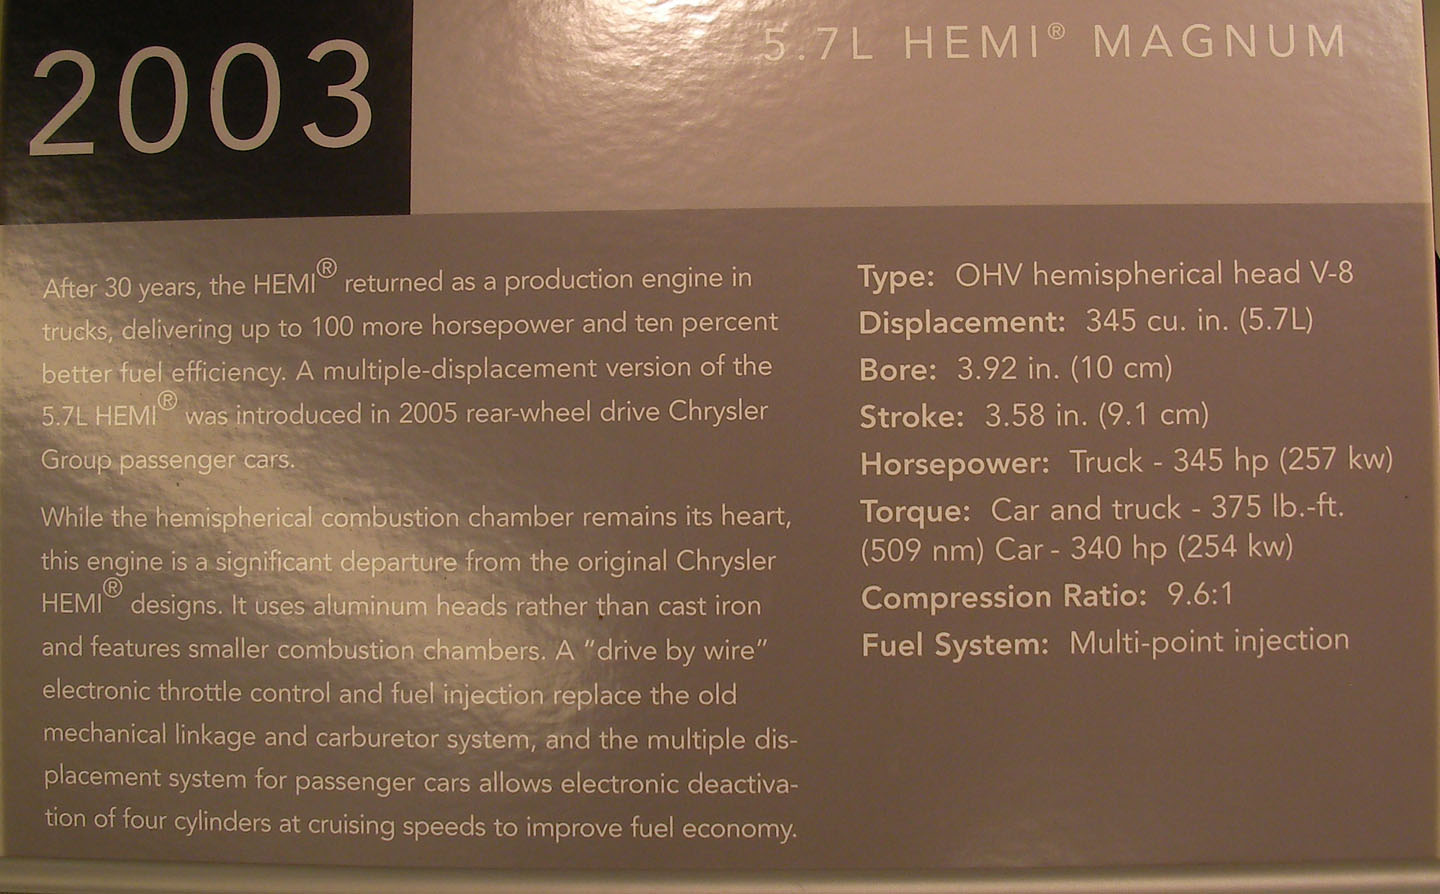 2003
5.7L HEMI® MAGNUM
After 30 years, the HEMI® returned as a production engine in
trucks, delivering up to 100 more horsepower and ten percent
better fuel efficiency. A multiple-displacement version of the
5.7L HEMI® was introduced in 2005 rear-wheel drive Chrysler
Group passenger cars.
While the hemispherical combustion chamber remains its heart,
this engine is a significant departure from the original Chrysler
HEMI® designs. It uses aluminum heads rather than cast iron
and features smaller combustion chambers. A “drive by wire”
electronic throttle control and fuel injection replace the old
mechanical linkage and carburetor system, and the multiple dis-
placement system for passenger cars allows electronic deactiva-
tion of four cylinders at cruising speeds to improve fuel economy.
Type: OHV hemispherical head V-8
Displacement: 345 cu. in. (5.7L)
Bore: 3.92 in. (10 cm)
Stroke: 3.58 in. (9.1 cm)
Horsepower: Truck - 345 hp (257 kw)
Torque: Car and truck - 375 lb.-ft.
(509 nm) Car - 340 hp (254 kw)
Compression Ratio: 9.6:1
Fuel System: Multi-point injection